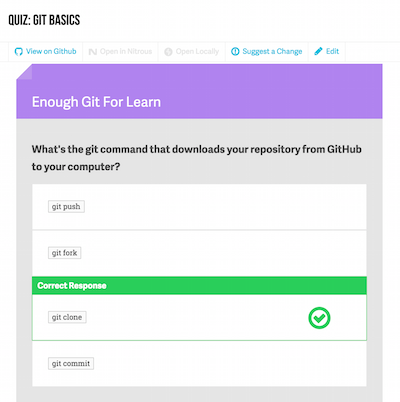 QUIZ: GIT BASICS
View on Github Open in Nitrous Open Locally Suggest a Change Edit
Enough Git For Learn
What's the git command that downloads your repository from GitHub
to your computer?
git push
git fork
Correct Response
git clone
git commit